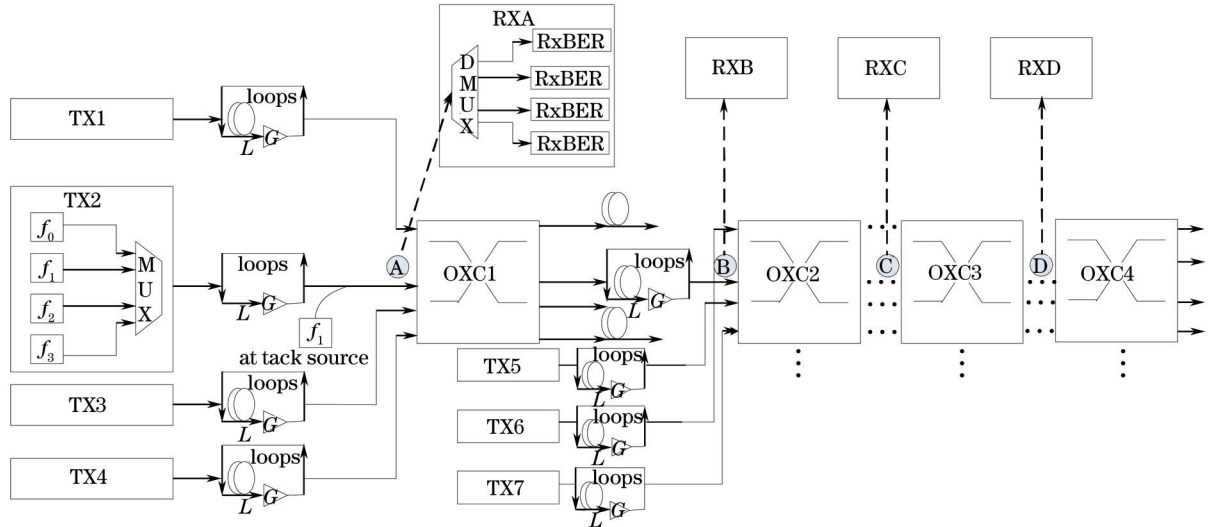 RXA
RxBER
RxBER
RxBER
RxBER
D
M
U
X
RXB
RXC
RXD
TX1
loops
L
G
TX2
f0
f1
f2
f3
M
U
X
loops
L
G
f1
at tack source
A
OXC1
loops
L
G
B
OXC2
C
OXC3
D
OXC4
TX3
loops
L
G
TX4
loops
L
G
TX5
loops
L
G
TX6
loops
L
G
TX7
loops
L
G